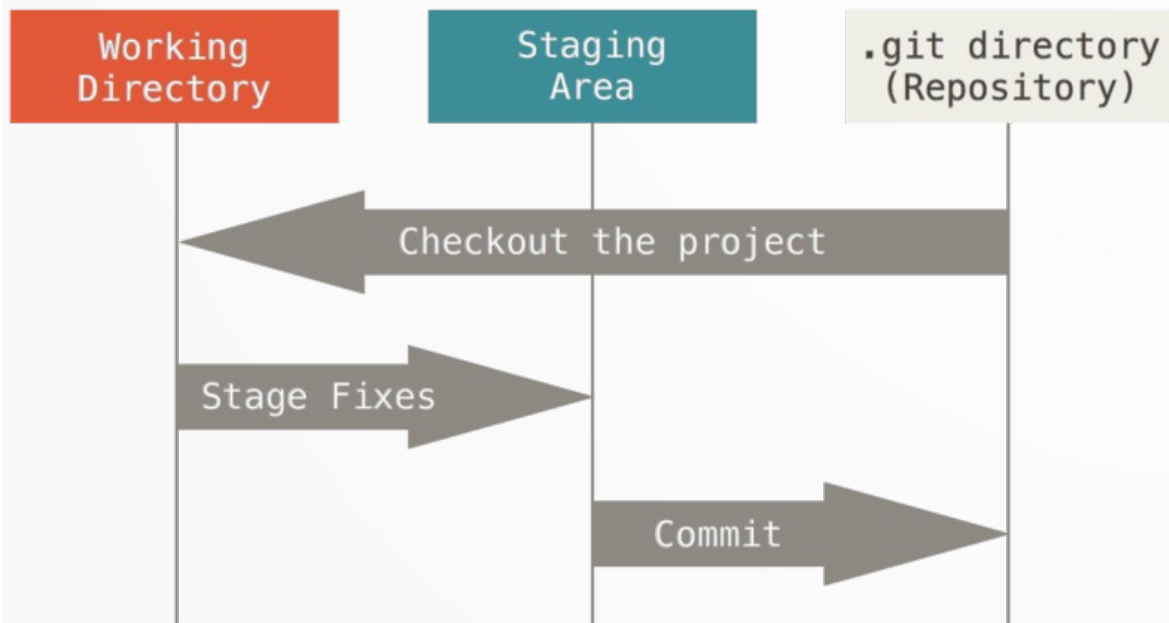 Working
Directory
Staging
Area
.git directory
(Repository)
Checkout the project
Stage Fixes
Commit